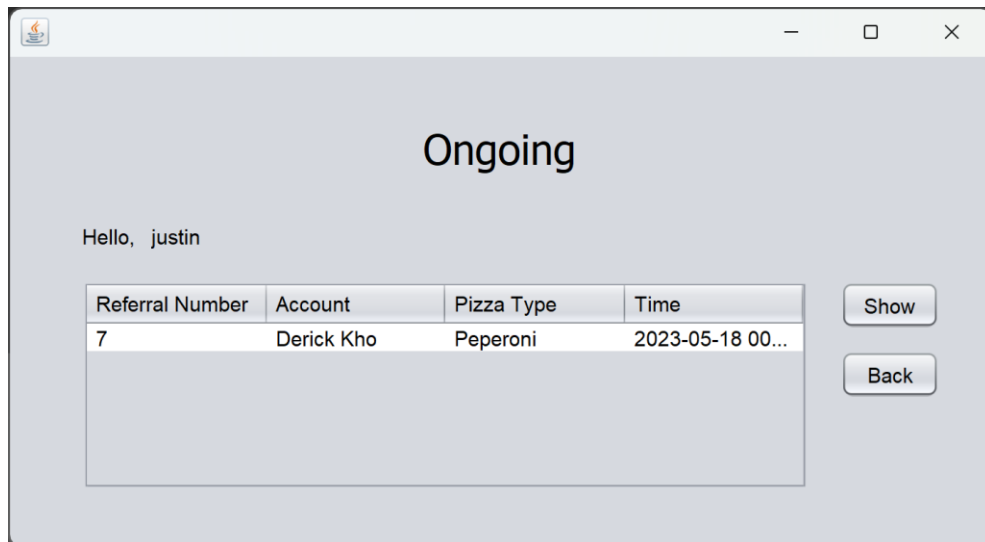 Ongoing
Hello, justin
Referral Number Account Pizza Type Time
7 Derick Kho Peperoni 2023-05-18 00...
Show
Back